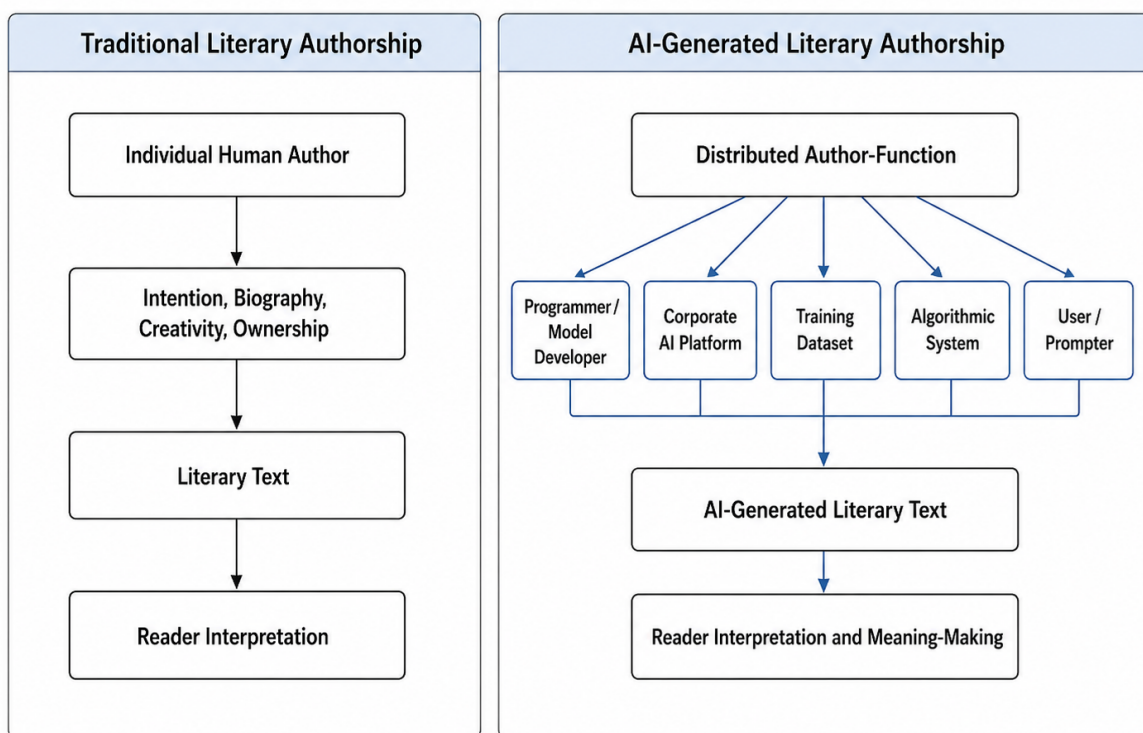 Traditional Literary Authorship
Individual Human Author
Intention, Biography,
Creativity, Ownership
Literary Text
Reader Interpretation
AI-Generated Literary Authorship
Distributed Author-Function
Programmer /
Model
Developer
Corporate
AI Platform
Training
Dataset
Algorithmic
System
User /
Prompter
AI-Generated Literary Text
Reader Interpretation and Meaning-Making